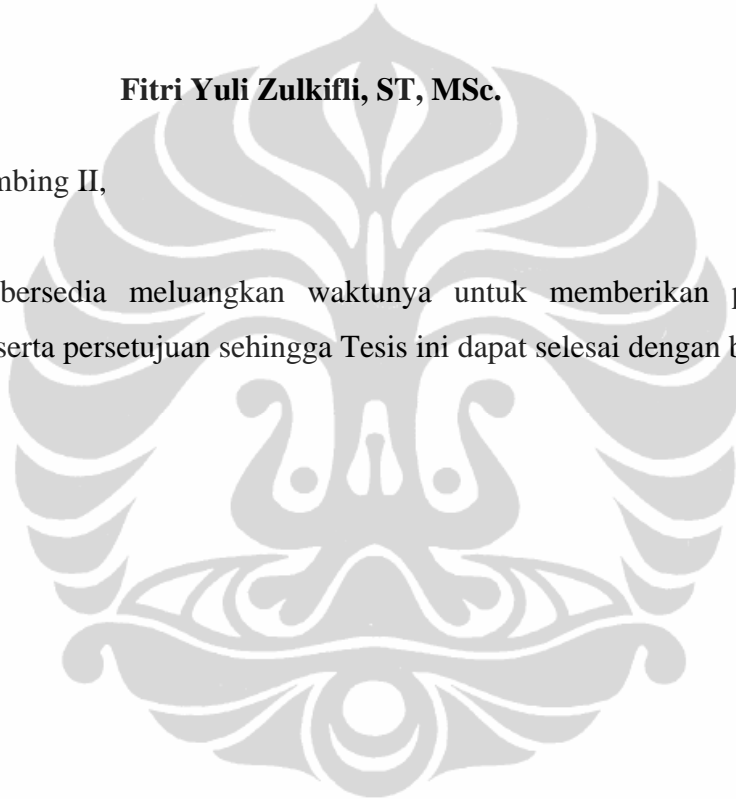 Fitri Yuli Zulkifli, ST, MSc.
mbing II,
bersedia meluangkan waktunya untuk memberikan p
serta persetujuan sehingga Tesis ini dapat selesai dengan b